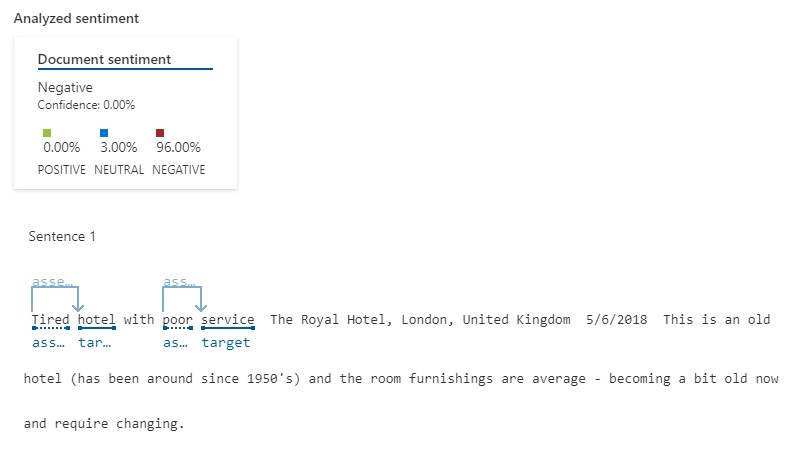 Analyzed sentiment
Document sentiment
Negative
Confidence: 0.00%
0.00% 3.00% 96.00%
POSITIVE NEUTRAL NEGATIVE
Sentence 1
asse… ass…
Tired hotel with poor service The Royal Hotel, London, United Kingdom 5/6/2018 This is an old
ass… tar… as… target
hotel (has been around since 1950's) and the room furnishings are average - becoming a bit old now
and require changing.